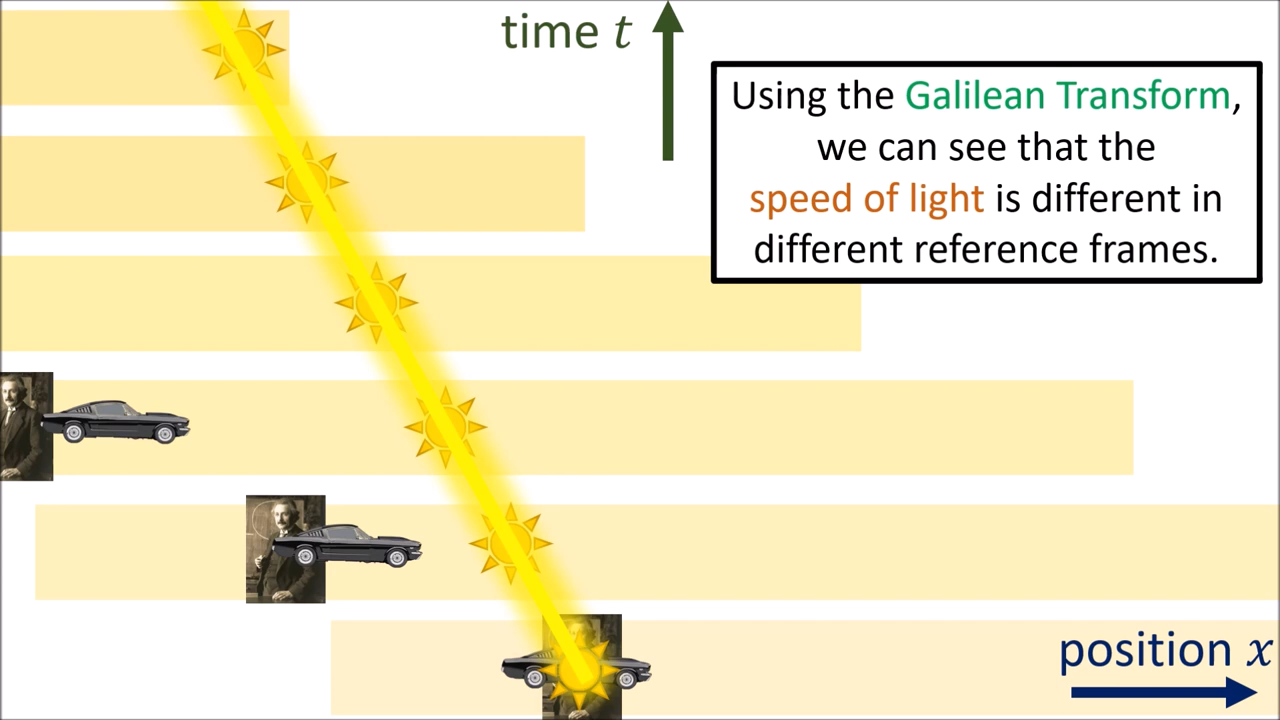 time t
Using the Galilean Transform,
we can see that the
speed of light is different in
different reference frames.
position x